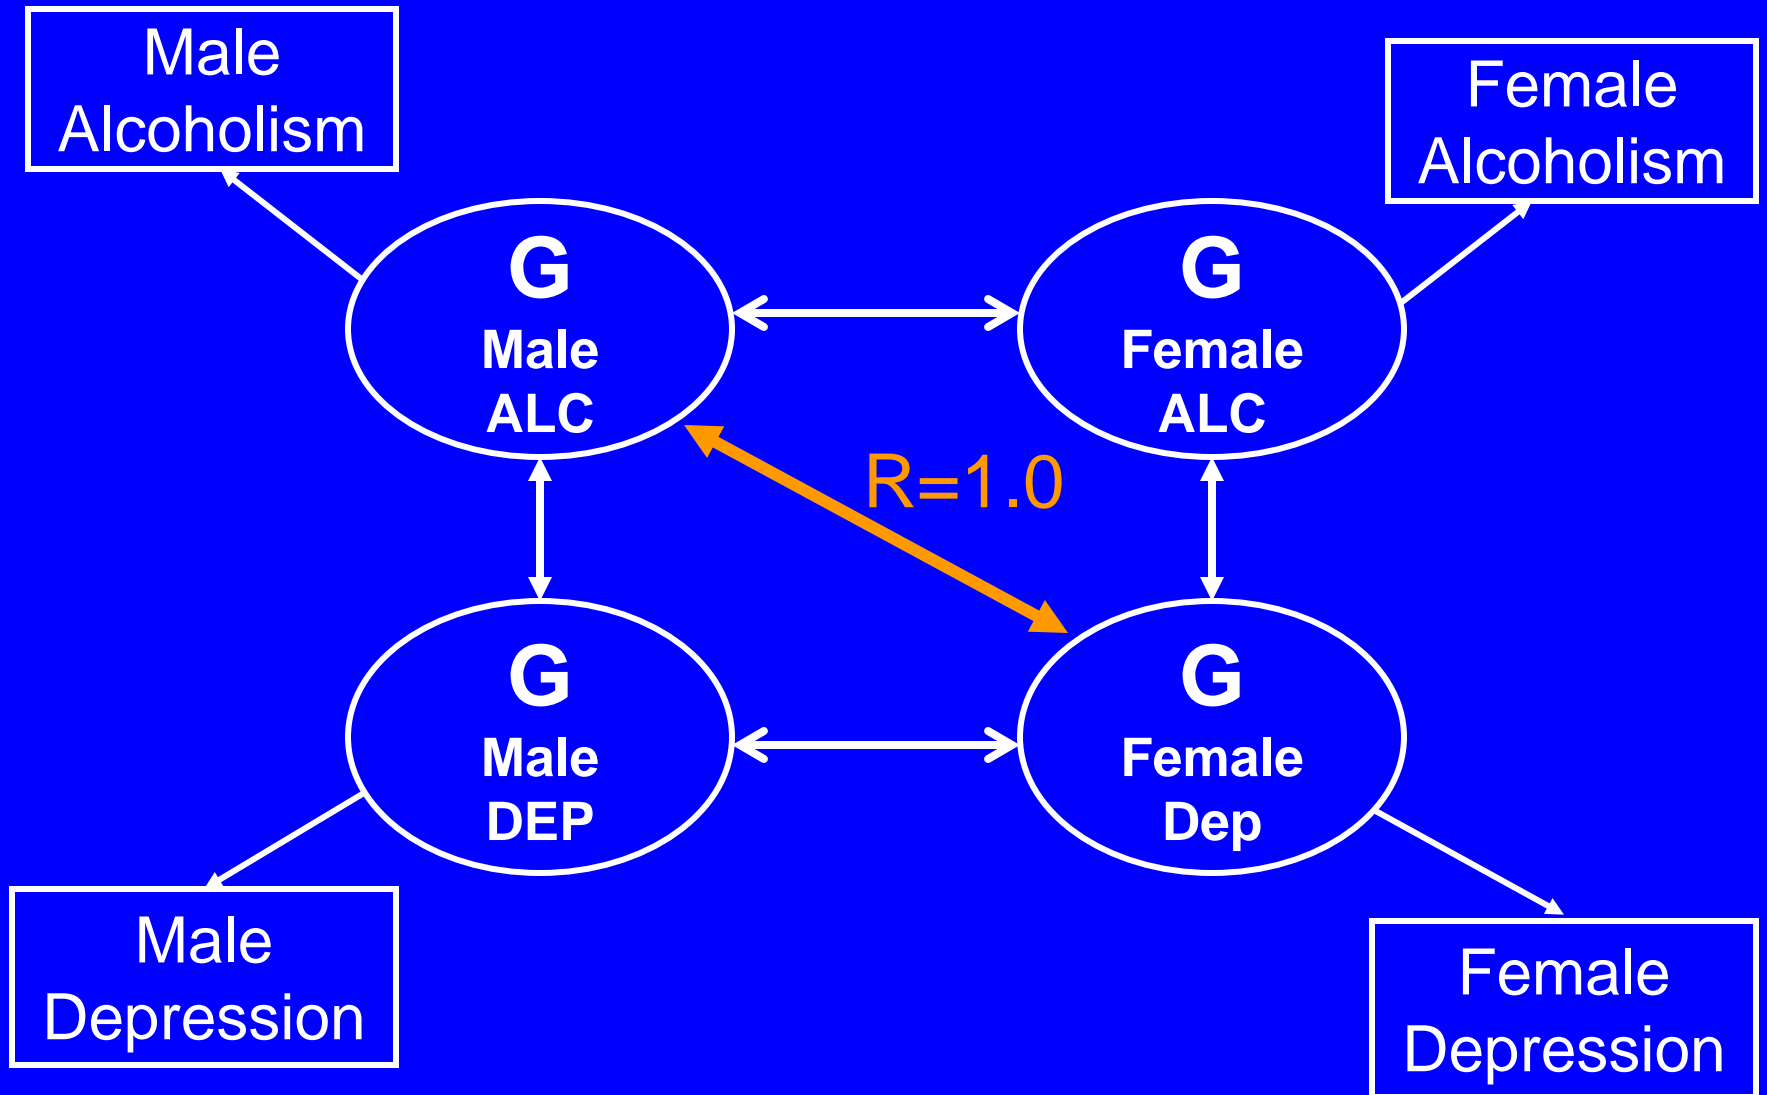 Male
Alcoholism
Female
Alcoholism
G
Male
ALC
G
Female
ALC
R=1.0
G
Male
DEP
G
Female
Dep
Male
Depression
Female
Depression